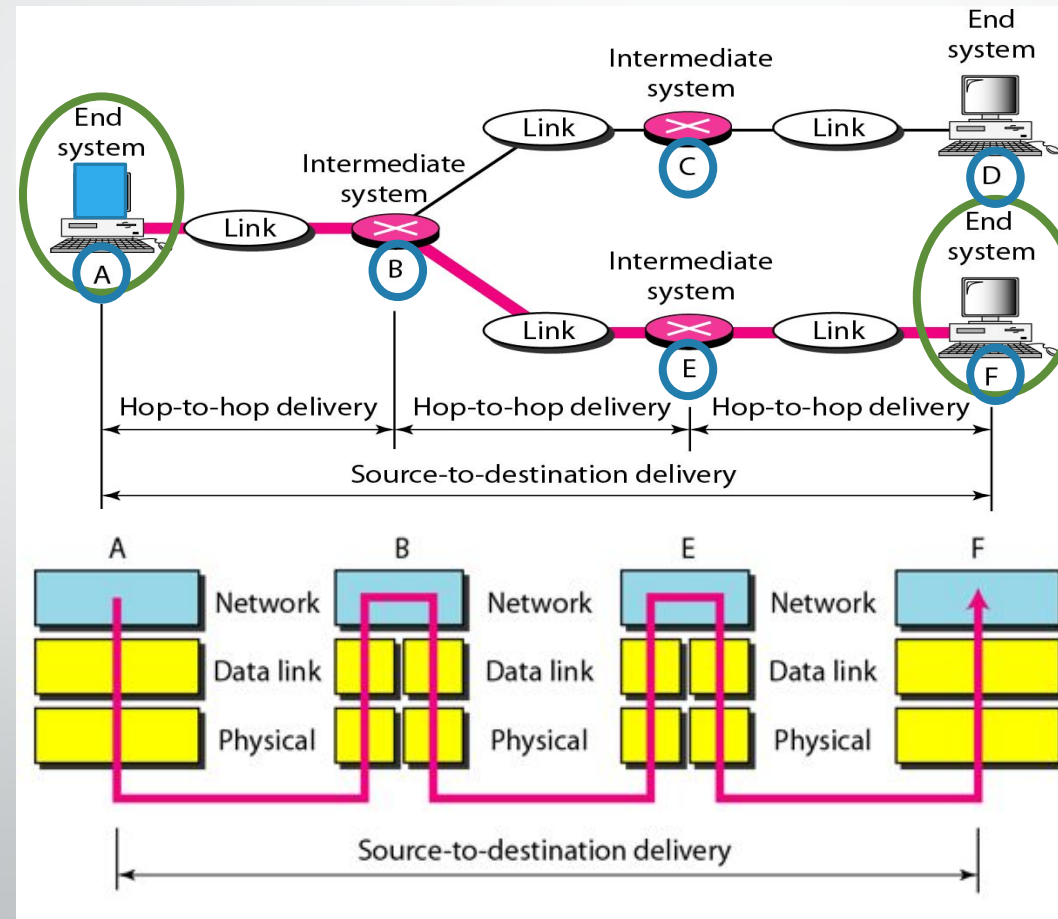 End
system
Intermediate
system
End
system
Link
Link
C
D
Intermediate
system
Link
A
B
Intermediate
system
End
system
Link
Link
E
F
Hop-to-hop delivery
Hop-to-hop delivery
Hop-to-hop delivery
Source-to-destination delivery
A
B
E
F
Network
Network
Network
Data link
Data link
Data link
Physical
Physical
Physical
Source-to-destination delivery